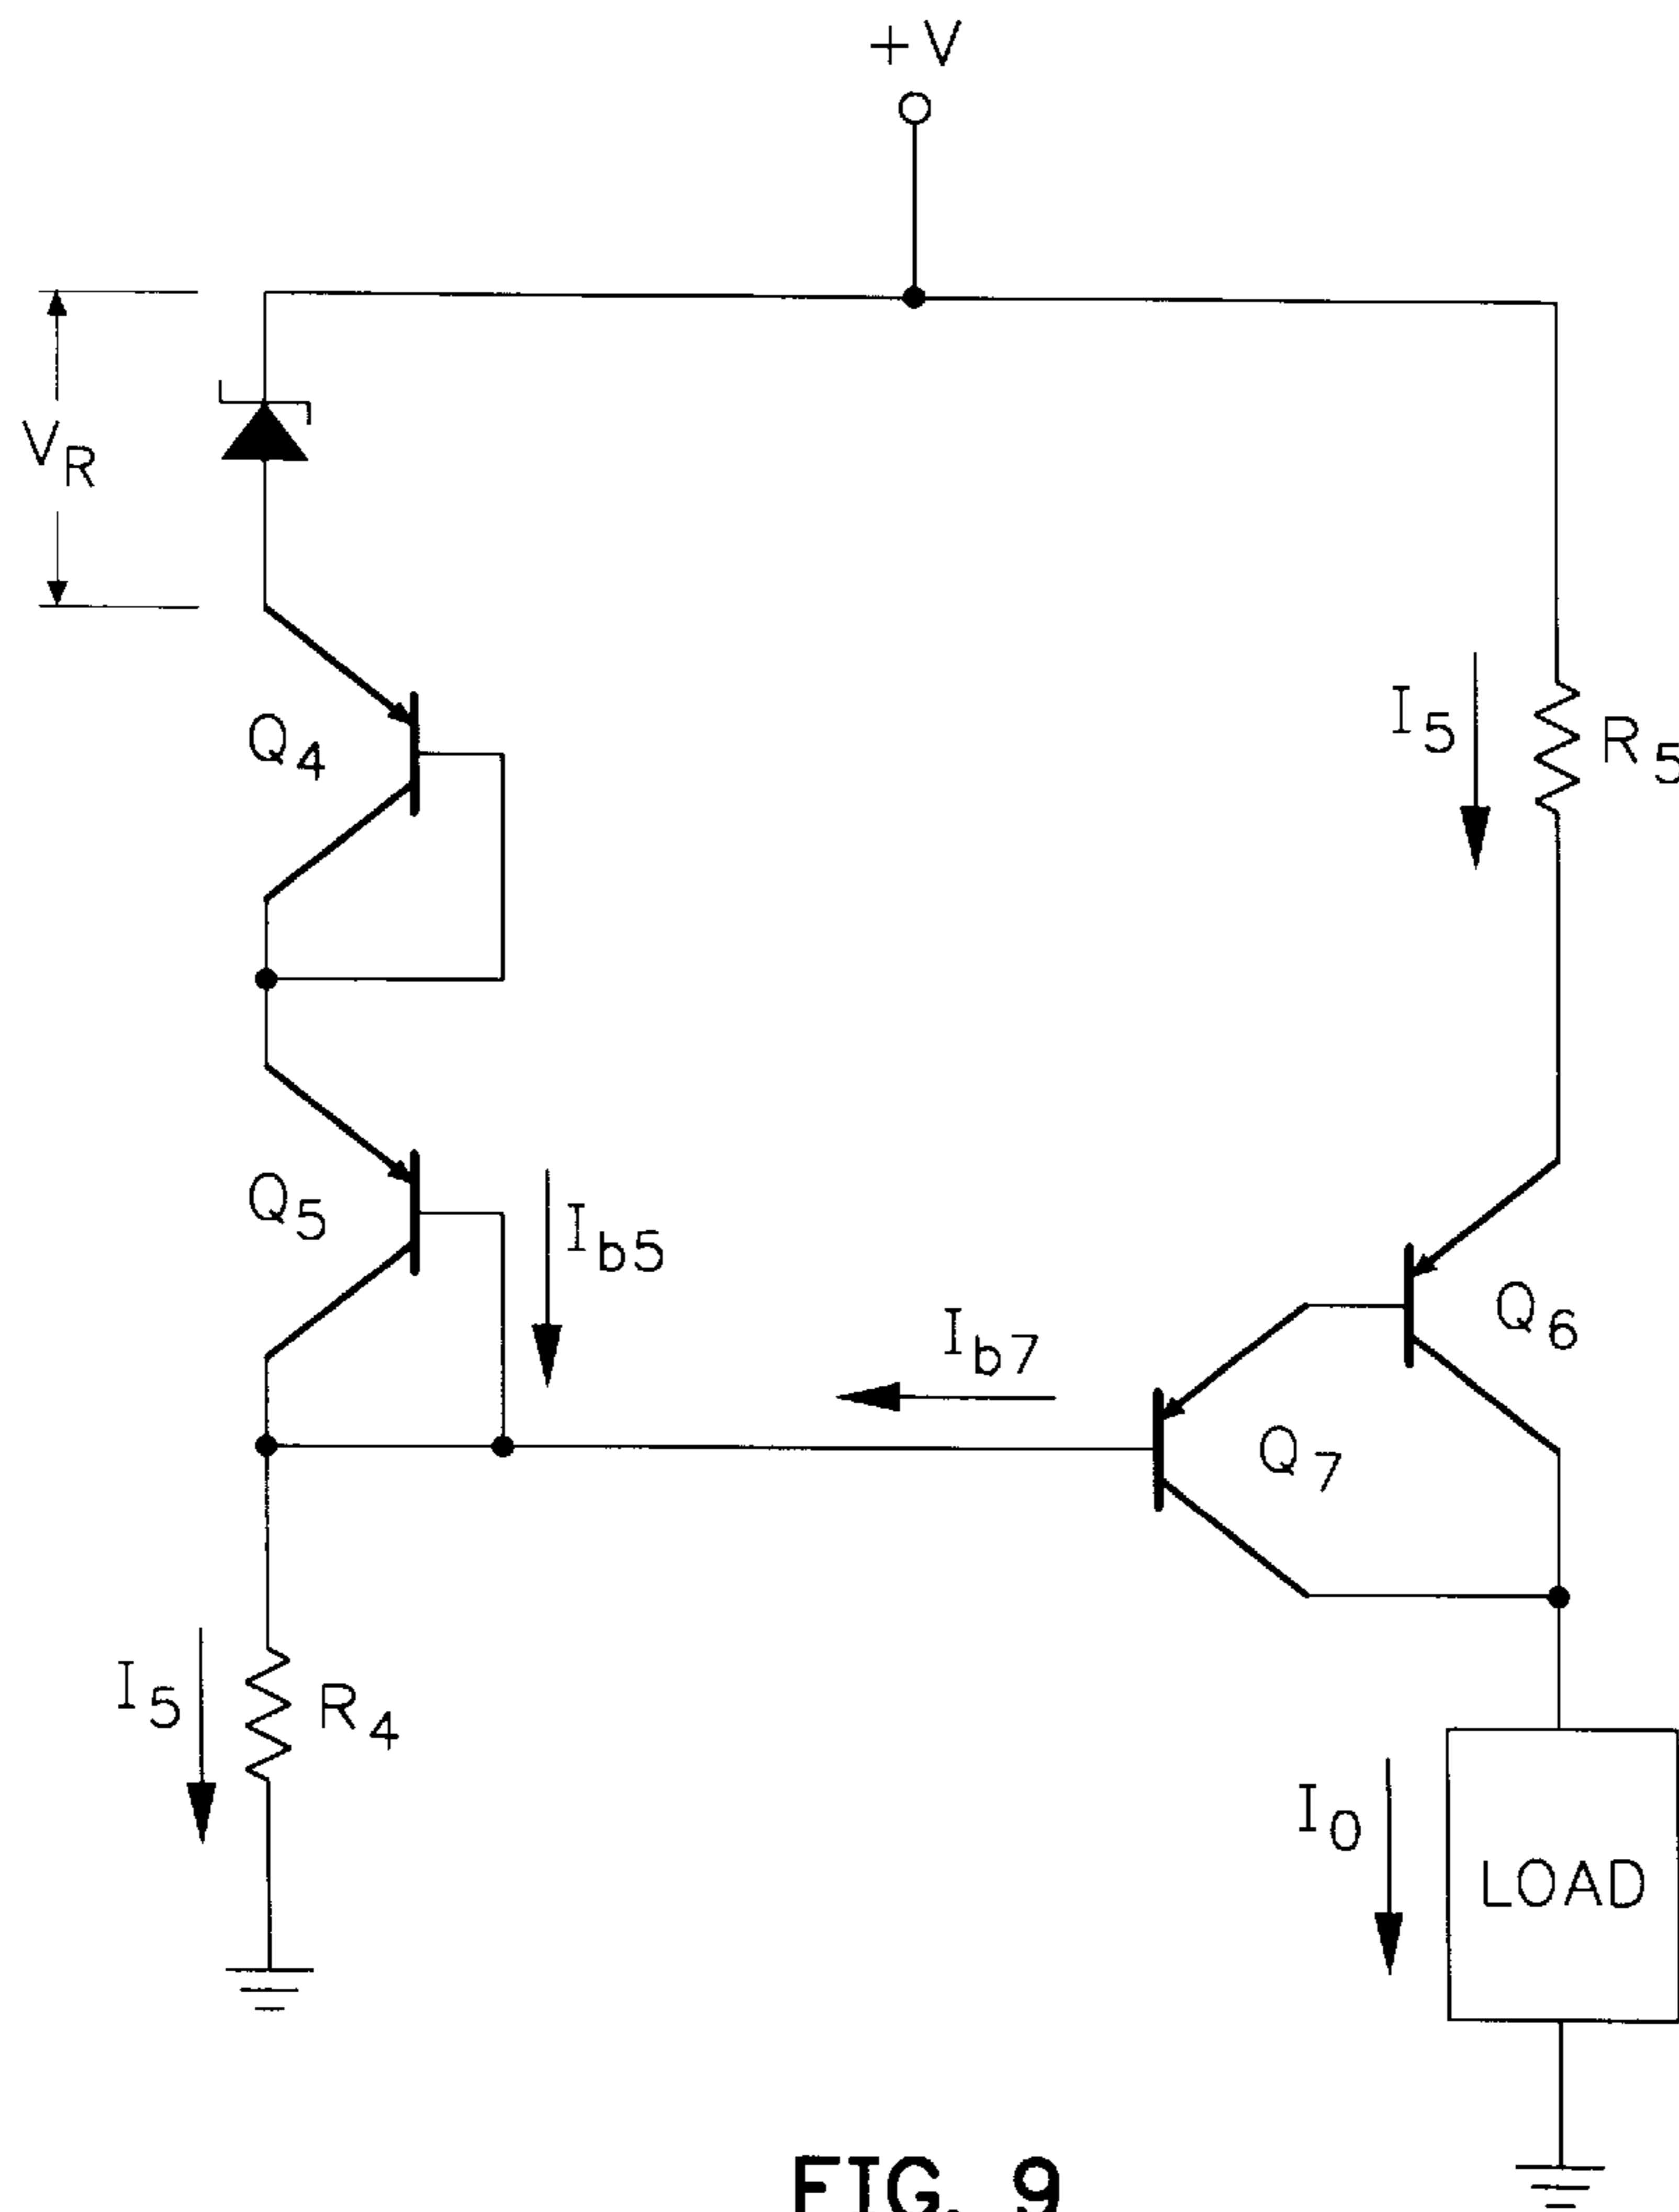 +V
V_R
Q_4
I_5
R_5
Q_5
I_b5
I_b7
Q_6
Q_7
I_5
R_4
I_0
LOAD
FIG. 9